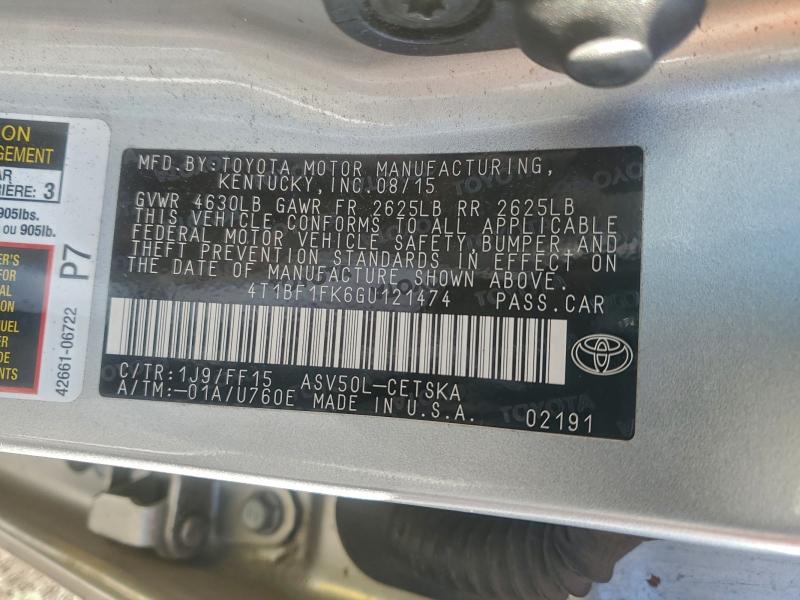 ON
GEMENT
AR
RIÈRE: 3
905lbs.
ou 905lb.
P7
42661-06722
MFD.BY:TOYOTA MOTOR MANUFACTURING,
KENTUCKY, INC. 08/15
GVWR 4630LB GAWR FR 2625LB RR 2625LB
THIS VEHICLE CONFORMS TO ALL APPLICABLE
FEDERAL MOTOR VEHICLE SAFETY, BUMPER AND
THEFT PREVENTION STANDARDS IN EFFECT ON
THE DATE OF MANUFACTURE SHOWN ABOVE.
4T1BF1FK6GU121474 PASS.CAR
C/TR:1J9/FF15 ASV50L-CETSKA
A/TM:-01A/U760E MADE IN U.S.A. 02191